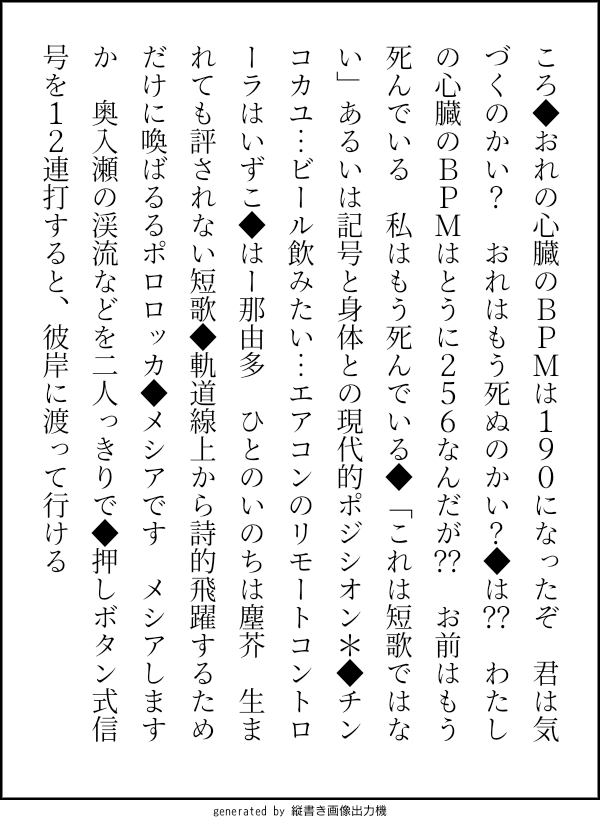 ころ◆おれの心臓のＢＰＭは１９０になったぞ　君は気
づくのかい？　おれはもう死ぬのかい？◆は⁇　わたし
の心臓のＢＰＭはとうに２５６なんだが⁇　お前はもう
死んでいる　私はもう死んでいる◆「これは短歌ではな
い」あるいは記号と身体との現代的ポジシオン＊◆チン
コカユ…ビール飲みたい…エアコンのリモートコントロ
ーラはいずこ◆はー那由多　ひとのいのちは塵芥　生ま
れても評されない短歌◆軌道線上から詩的飛躍するため
だけに喚ばるるポロロッカ◆メシアです　メシアします
か　奥入瀬の渓流などを二人っきりで◆押しボタン式信
号を１２連打すると、彼岸に渡って行ける
generated by 縦書き画像出力機